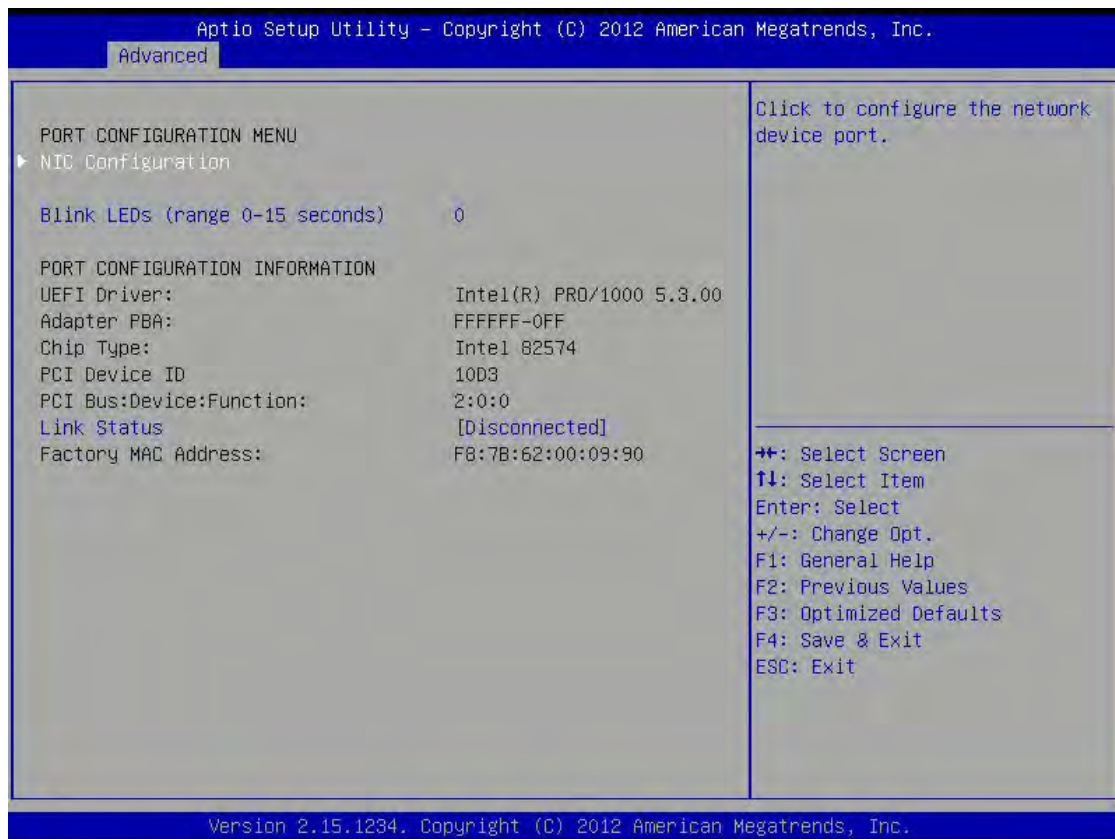 Aptio Setup Utility – Copyright (C) 2012 American Megatrends, Inc.
Advanced
PORT CONFIGURATION MENU
▶ NIC Configuration
Blink LEDs (range 0-15 seconds) 0
PORT CONFIGURATION INFORMATION
UEFI Driver: Intel(R) PRO/1000 5.3.00
Adapter PBA: FFFFFF-0FF
Chip Type: Intel 82574
PCI Device ID 10D3
PCI Bus:Device:Function: 2:0:0
Link Status [Disconnected]
Factory MAC Address: F8:7B:62:00:09:90
Click to configure the network
device port.
→←: Select Screen
↑↓: Select Item
Enter: Select
+/-: Change Opt.
F1: General Help
F2: Previous Values
F3: Optimized Defaults
F4: Save & Exit
ESC: Exit
Version 2.15.1234. Copyright (C) 2012 American Megatrends, Inc.